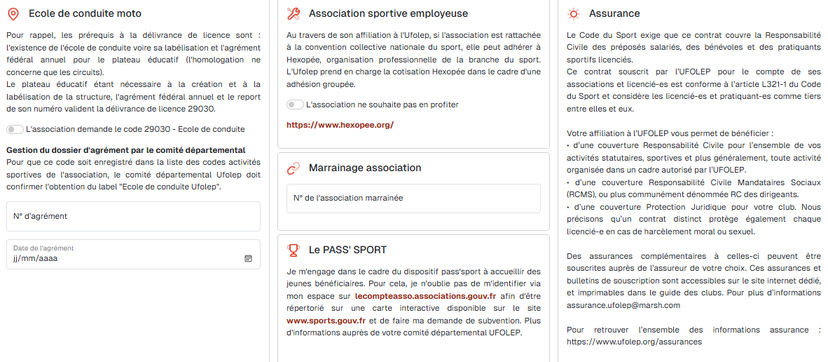 Ecole de conduite moto
Pour rappel, les prérequis à la délivrance de licence sont :
l'existence de l'école de conduite voire sa labélisation et l'agrément
fédéral annuel pour le plateau éducatif (l'homologation ne
concerne que les circuits).
Le plateau éducatif étant nécessaire à la création et à la
labélisation de la structure, l'agrément fédéral annuel et le report
de son numéro valident la délivrance de licence 29030.
L'association demande le code 29030 - Ecole de conduite
Gestion du dossier d'agrément par le comité départemental
Pour que ce code soit enregistré dans la liste des codes activités
sportives de l'association, le comité départemental Ufolep doit
confirmer l'obtention du label "Ecole de conduite Ufolep".
N° d'agrément
Date de l'agrément
jj/mm/aaaa
Association sportive employeuse
Au travers de son affiliation à l'Ufolep, si l'association est rattachée
à la convention collective nationale du sport, elle peut adhérer à
Hexopée, organisation professionnelle de la branche du sport.
L'Ufolep prend en charge la cotisation Hexopée dans le cadre d'une
adhésion groupée.
L'association ne souhaite pas en profiter
https://www.hexopee.org/
Marrainage association
N° de l'association marrainée
Le PASS' SPORT
Je m'engage dans le cadre du dispositif pass'sport à accueillir des
jeunes bénéficiaires. Pour cela, je n'oublie pas de m'identifier via
mon espace sur lecompteasso.associations.gouv.fr afin d'être
répertorié sur une carte interactive disponible sur le site
www.sports.gouv.fr et de faire ma demande de subvention. Plus
d'informations auprès de votre comité départemental UFOLEP.
Assurance
Le Code du Sport exige que ce contrat couvre la Responsabilité
Civile des préposés salariés, des bénévoles et des pratiquants
sportifs licenciés.
Ce contrat souscrit par l'UFOLEP pour le compte de ses
associations et licencié-es est conforme à l'article L321-1 du Code
du Sport et considère les licencié-es et pratiquant-es comme tiers
entre elles et eux.
Votre affiliation à l'UFOLEP vous permet de bénéficier :
• d'une couverture Responsabilité Civile pour l'ensemble de vos
activités statutaires, sportives et plus généralement, toute activité
organisée dans un cadre autorisé par l'UFOLEP.
• d'une couverture Responsabilité Civile Mandataires Sociaux
(RCMS), ou plus communément dénommée RC des dirigeants.
• d'une couverture Protection Juridique pour votre club. Nous
précisons qu'un contrat distinct protège également chaque
licencié-e en cas de harcèlement moral ou sexuel.
Des assurances complémentaires à celles-ci peuvent être
souscrites auprès de l'assureur de votre choix. Ces assurances et
bulletins de souscription sont accessibles sur le site internet dédié,
et imprimables dans le guide des clubs. Pour plus d'informations
assurance.ufolep@marsh.com
Pour retrouver l'ensemble des informations assurance :
https://www.ufolep.org/assurances